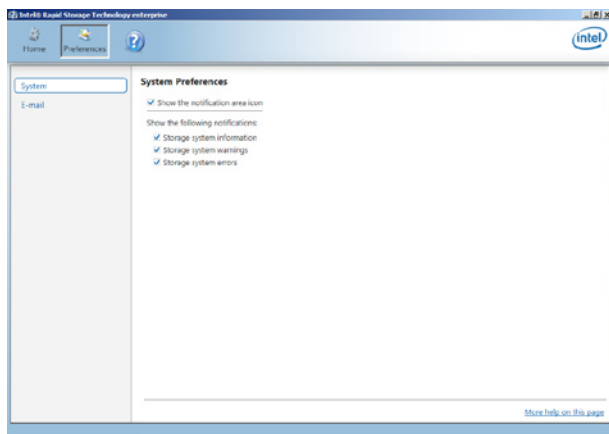 Intel® Rapid Storage Technology enterprise
Home
Preferences
?
intel
System
E-mail
System Preferences
Show the notification area icon
Show the following notifications:
Storage system information
Storage system warnings
Storage system errors
More help on this page